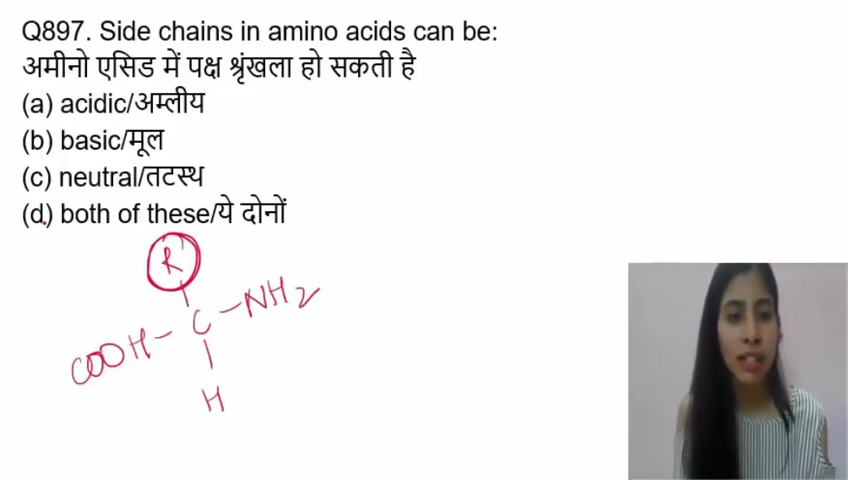 Q897. Side chains in amino acids can be:
अमीनो एसिड में पक्ष श्रृंखला हो सकती है
(a) acidic/अम्लीय
(b) basic/मूल
(c) neutral/तटस्थ
(d) both of these/ये दोनों
R
COOH - C - NH2
H